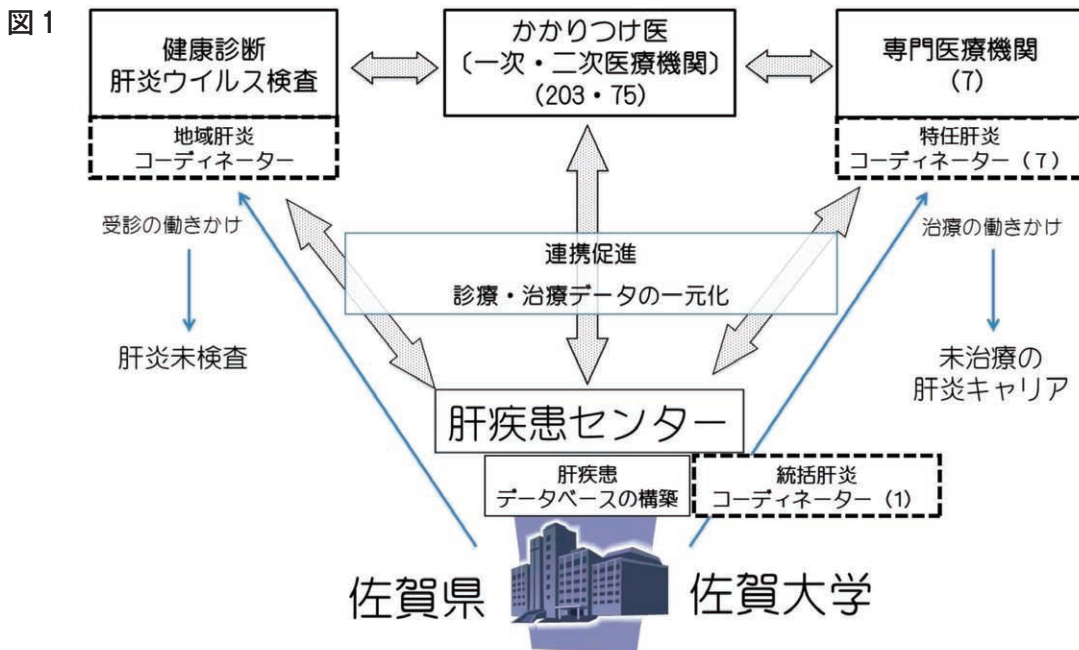 図1
健康診断
肝炎ウイルス検査
地域肝炎
コーディネーター
かかりつけ医
〔一次・二次医療機関〕
(203・75)
専門医療機関
(7)
特任肝炎
コーディネーター（7）
受診の働きかけ
肝炎未検査
連携促進
診療・治療データの一元化
治療の働きかけ
未治療の
肝炎キャリア
肝疾患センター
肝疾患
データベースの構築
統括肝炎
コーディネーター（1）
佐賀県
佐賀大学